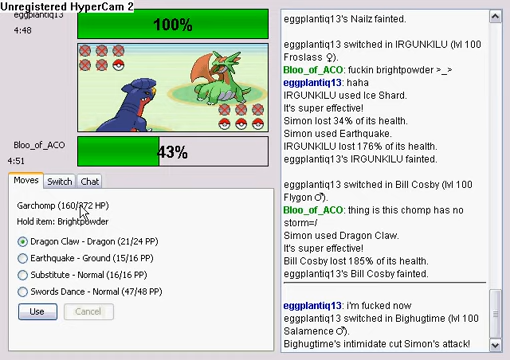 Unregistered HyperCam 2
eggplantiq13
4:48
100%
Bloo_of_ACO
4:51
43%
Moves
Switch
Chat
Garchomp (160/372 HP)
Hold item: Brightpowder
Dragon Claw - Dragon (21/24 PP)
Earthquake - Ground (15/16 PP)
Substitute - Normal (16/16 PP)
Swords Dance - Normal (47/48 PP)
Use
Cancel
eggplantiq13's Nailz fainted.
eggplantiq13 switched in IRGUNKILU (lvl 100
Froslass ♀).
Bloo_of_ACO: fuckin brightpowder >_>
eggplantiq13: haha
IRGUNKILU used Ice Shard.
It's super effective!
Simon lost 34% of its health.
Simon used Earthquake.
IRGUNKILU lost 176% of its health.
eggplantiq13's IRGUNKILU fainted.
eggplantiq13 switched in Bill Cosby (lvl 100
Flygon ♂).
Bloo_of_ACO: thing is this chomp has no
storm=/
Simon used Dragon Claw.
It's super effective!
Bill Cosby lost 185% of its health.
eggplantiq13's Bill Cosby fainted.
eggplantiq13: i'm fucked now
eggplantiq13 switched in Bighugtime (lvl 100
Salamence ♂).
Bighugtime's intimidate cut Simon's attack!